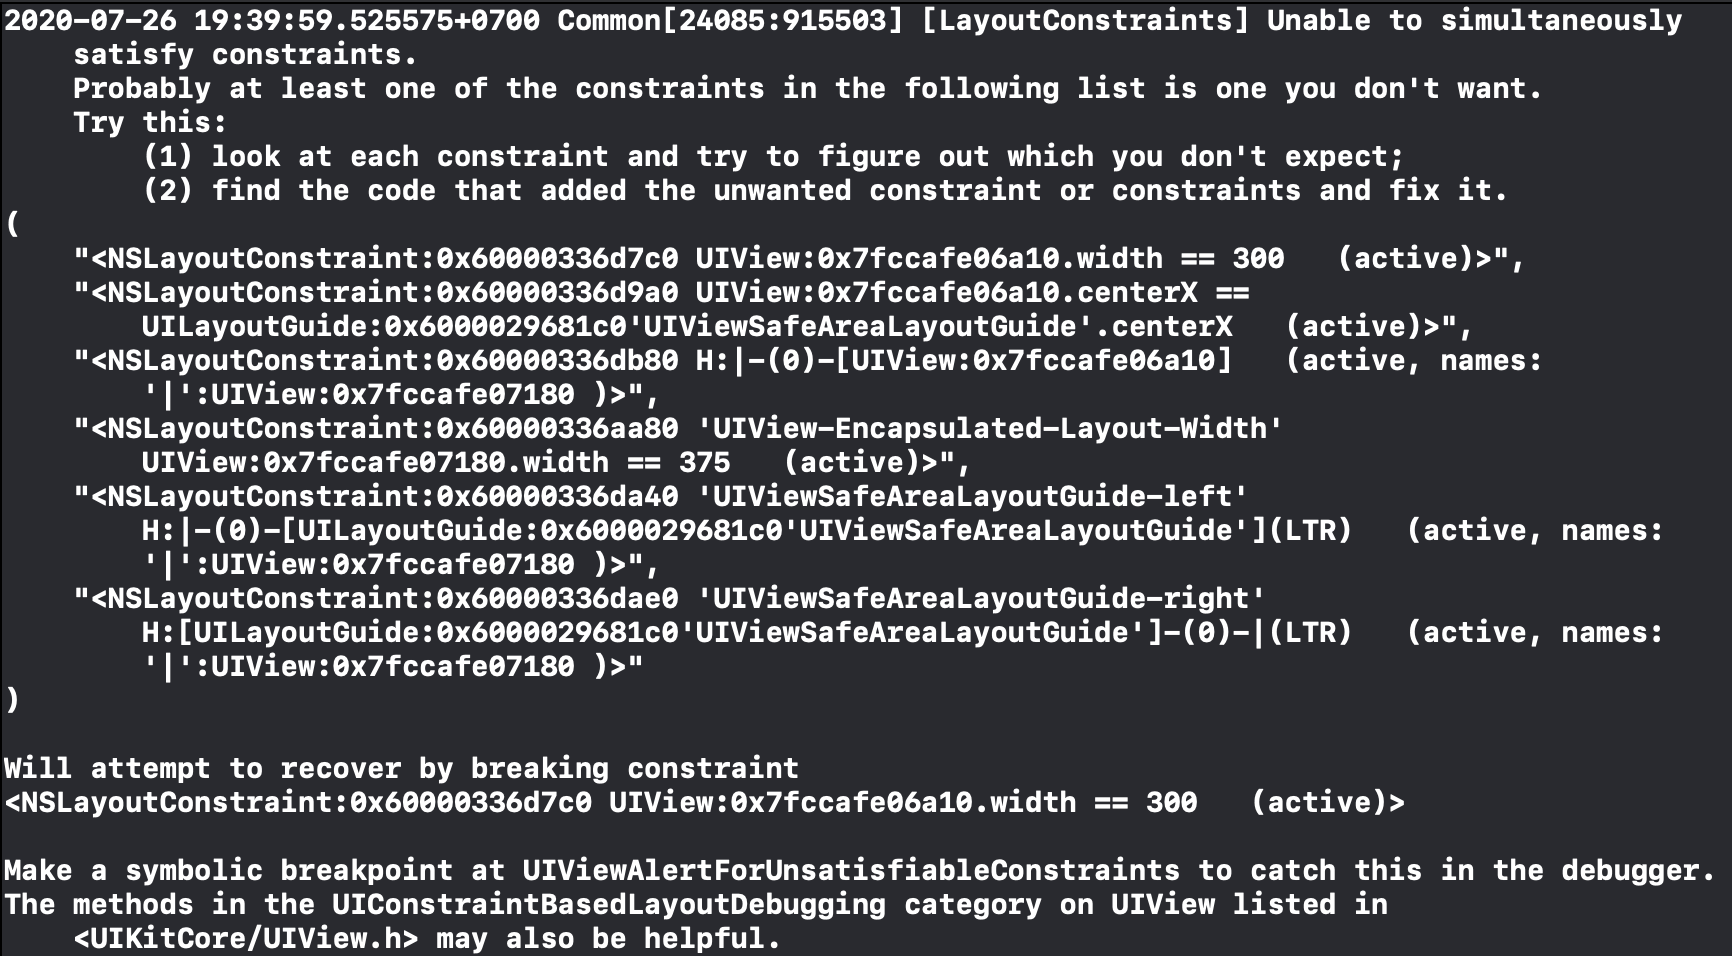 2020-07-26 19:39:59.525575+0700 Common[24085:915503] [LayoutConstraints] Unable to simultaneously
satisfy constraints.
Probably at least one of the constraints in the following list is one you don't want.
Try this:
(1) look at each constraint and try to figure out which you don't expect;
(2) find the code that added the unwanted constraint or constraints and fix it.
(
"<NSLayoutConstraint:0x60000336d7c0 UIView:0x7fccafe06a10.width == 300   (active)>",
"<NSLayoutConstraint:0x60000336d9a0 UIView:0x7fccafe06a10.centerX ==
UILayoutGuide:0x6000029681c0'UIViewSafeAreaLayoutGuide'.centerX   (active)>",
"<NSLayoutConstraint:0x60000336db80 H:|-(0)-[UIView:0x7fccafe06a10]   (active, names:
'|':UIView:0x7fccafe07180 )>",
"<NSLayoutConstraint:0x60000336aa80 'UIView-Encapsulated-Layout-Width'
UIView:0x7fccafe07180.width == 375   (active)>",
"<NSLayoutConstraint:0x60000336da40 'UIViewSafeAreaLayoutGuide-left'
H:|-(0)-[UILayoutGuide:0x6000029681c0'UIViewSafeAreaLayoutGuide'](LTR)   (active, names:
'|':UIView:0x7fccafe07180 )>",
"<NSLayoutConstraint:0x60000336dae0 'UIViewSafeAreaLayoutGuide-right'
H:[UILayoutGuide:0x6000029681c0'UIViewSafeAreaLayoutGuide']-(0)-|(LTR)   (active, names:
'|':UIView:0x7fccafe07180 )>"
)
Will attempt to recover by breaking constraint
<NSLayoutConstraint:0x60000336d7c0 UIView:0x7fccafe06a10.width == 300   (active)>
Make a symbolic breakpoint at UIViewAlertForUnsatisfiableConstraints to catch this in the debugger.
The methods in the UIConstraintBasedLayoutDebugging category on UIView listed in
<UIKitCore/UIView.h> may also be helpful.